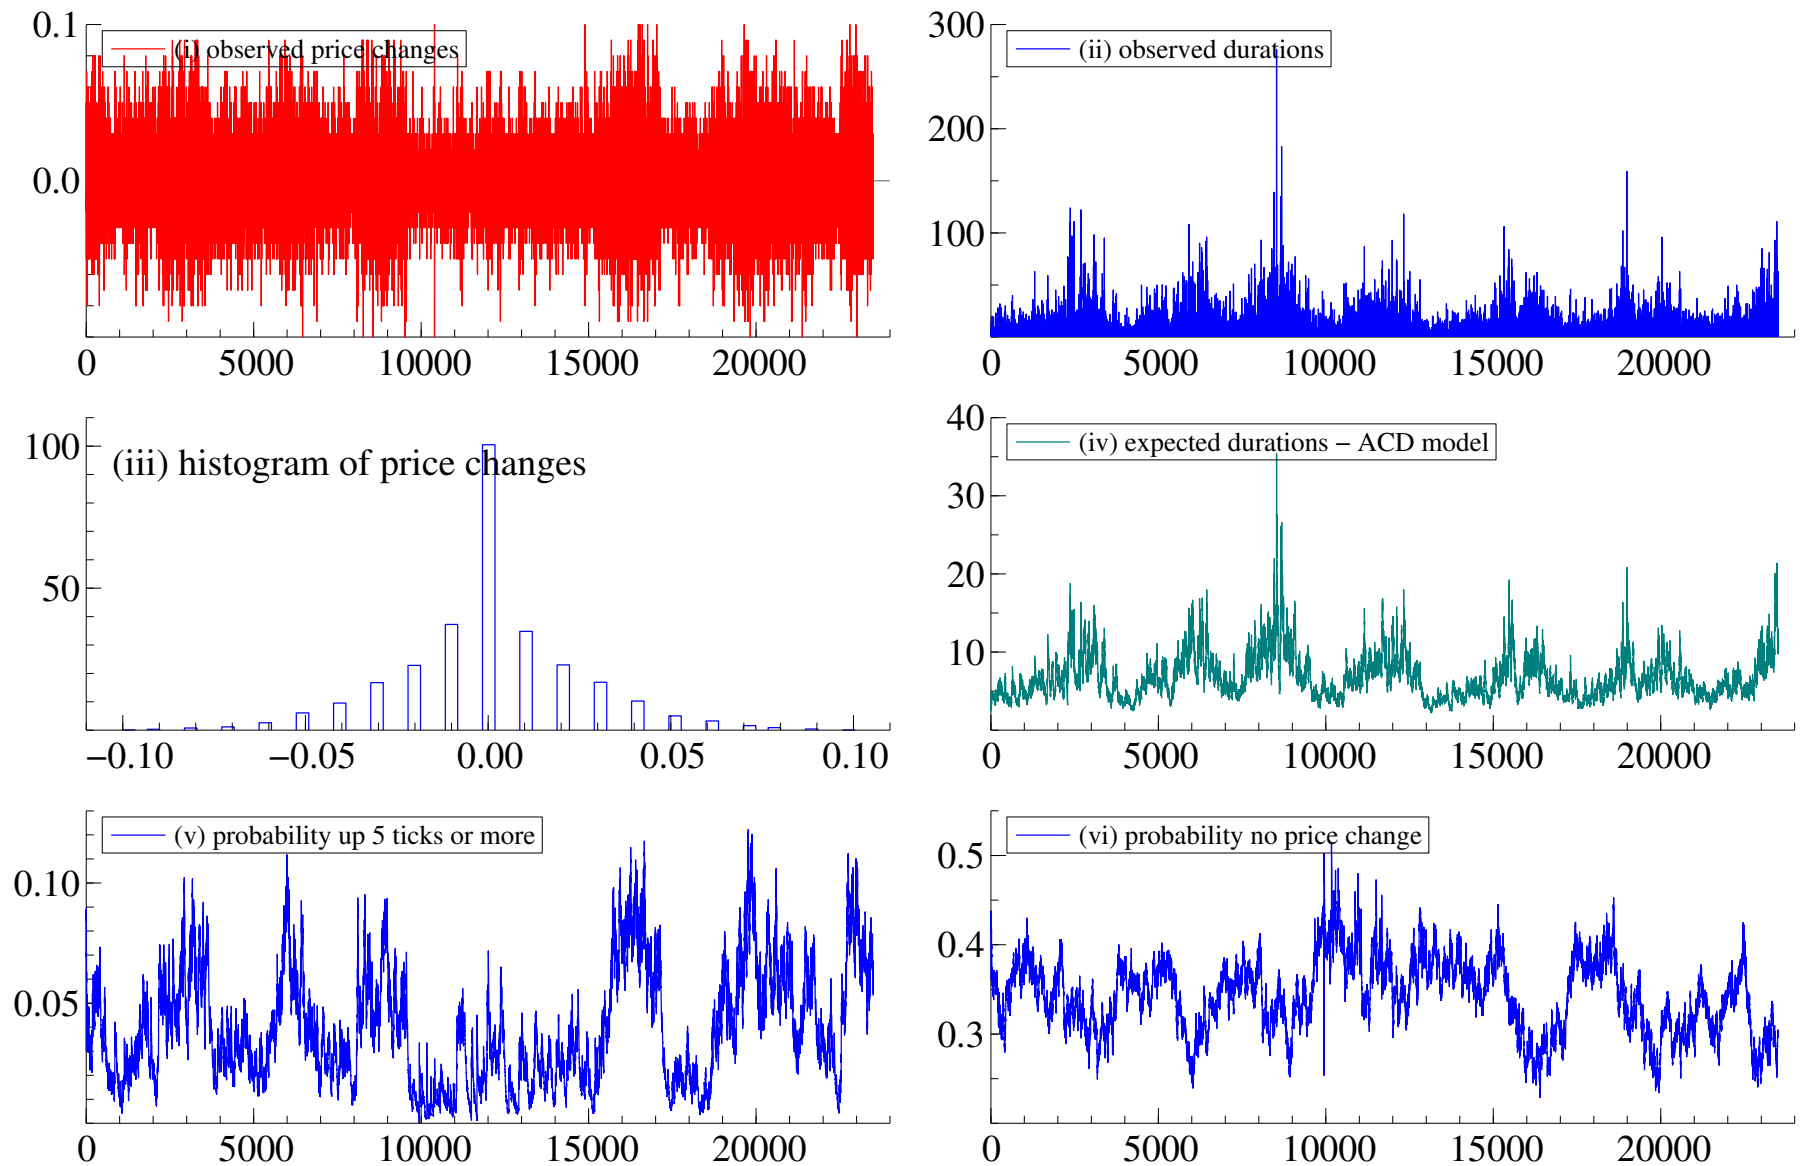 0.1
(i) observed price changes
0.0
0 5000 10000 15000 20000
300
(ii) observed durations
200
100
0 5000 10000 15000 20000
100
(iii) histogram of price changes
50
−0.10 −0.05 0.00 0.05 0.10
40
(iv) expected durations − ACD model
30
20
10
0 5000 10000 15000 20000
(v) probability up 5 ticks or more
0.10
0.05
0 5000 10000 15000 20000
(vi) probability no price change
0.5
0.4
0.3
0 5000 10000 15000 20000